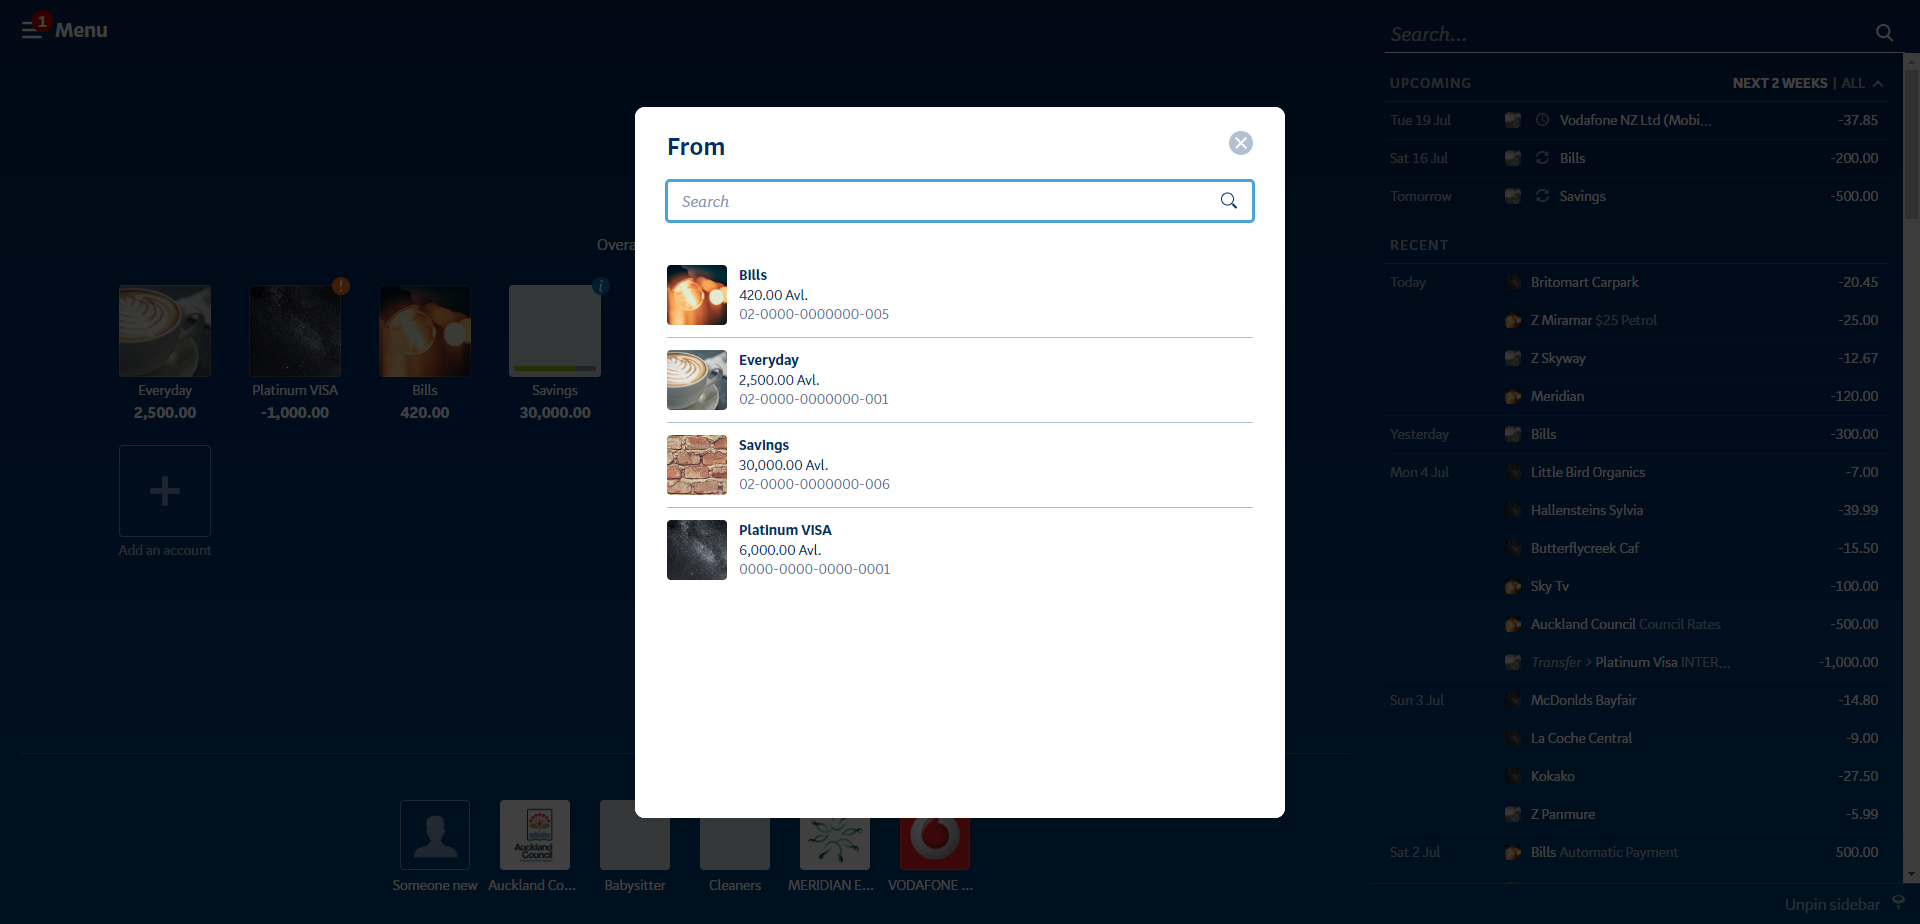 1
Menu
Search...
UPCOMING
NEXT 2 WEEKS | ALL
Tue 19 Jul Vodafone NZ Ltd (Mobi... -37.85
Sat 16 Jul Bills -200.00
Tomorrow Savings -500.00
RECENT
Today Britomart Carpark -20.45
Z Miramar $25 Petrol -25.00
Z Skyway -12.67
Meridian -120.00
Yesterday Bills -300.00
Mon 4 Jul Little Bird Organics -7.00
Hallensteins Sylvia -39.99
Butterflycreek Caf -15.50
Sky Tv -100.00
Auckland Council Council Rates -500.00
Transfer > Platinum Visa INTER... -1,000.00
Sun 3 Jul McDonlds Bayfair -14.80
La Coche Central -9.00
Kokako -27.50
Z Panmure -5.99
Sat 2 Jul Bills Automatic Payment 500.00
Unpin sidebar
From
Search
Bills
420.00 Avl.
02-0000-0000000-005
Everyday
2,500.00 Avl.
02-0000-0000000-001
Savings
30,000.00 Avl.
02-0000-0000000-006
Platinum VISA
6,000.00 Avl.
0000-0000-0000-0001
Overa
!
i
Everyday
2,500.00
Platinum VISA
-1,000.00
Bills
420.00
Savings
30,000.00
Add an account
Someone new
Auckland
Council
Auckland Co...
Babysitter
Cleaners
MERIDIAN E...
VODAFONE ...